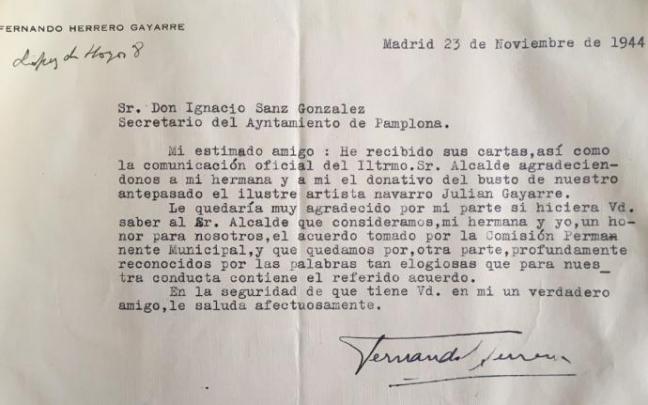 FERNANDO HERRERO GAYARRE
López de Hoyos 8
Madrid 23 de Noviembre de 1944
Sr. Don Ignacio Sanz Gonzalez
Secretario del Ayntamiento de Pamplona.
Mi estimado amigo : He recibido sus cartas,así como
la comunicación oficial del Iltrmo.Sr. Alcalde agradecien-
donos a mi hermana y a mi el donativo del busto de nuestro
antepasado el ilustre artista navarro Julian Gayarre.
Le quedaría muy agradecido por mi parte si hiciera Vd.
saber al Sr. Alcalde que consideramos,mi hermana y yo,un ho-
nor para nosotros,el acuerdo tomado por la Comisión Perma
nente Municipal,y que quedamos por,otra parte,profundamente
reconocidos por las palabras tan elogiosas que para nues_
tra conducta contiene el referido acuerdo.
En la seguridad de que tiene Vd. en mi un verdadero
amigo,le saluda afectuosamente.
Fernando Herrero